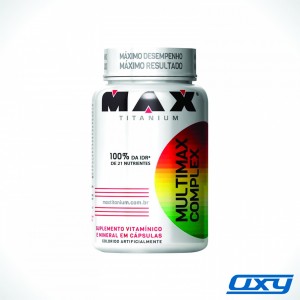 MÁXIMO DESEMPENHO
MÁXIMO RESULTADO
MAX
TITANIUM
100% DA IDR*
DE 21 NUTRIENTES
MULTIMAX
COMPLEX
maxtitanium.com.br
SUPLEMENTO VITAMÍNICO
E MINERAL EM CÁPSULAS
COLORIDO ARTIFICIALMENTE
oxy